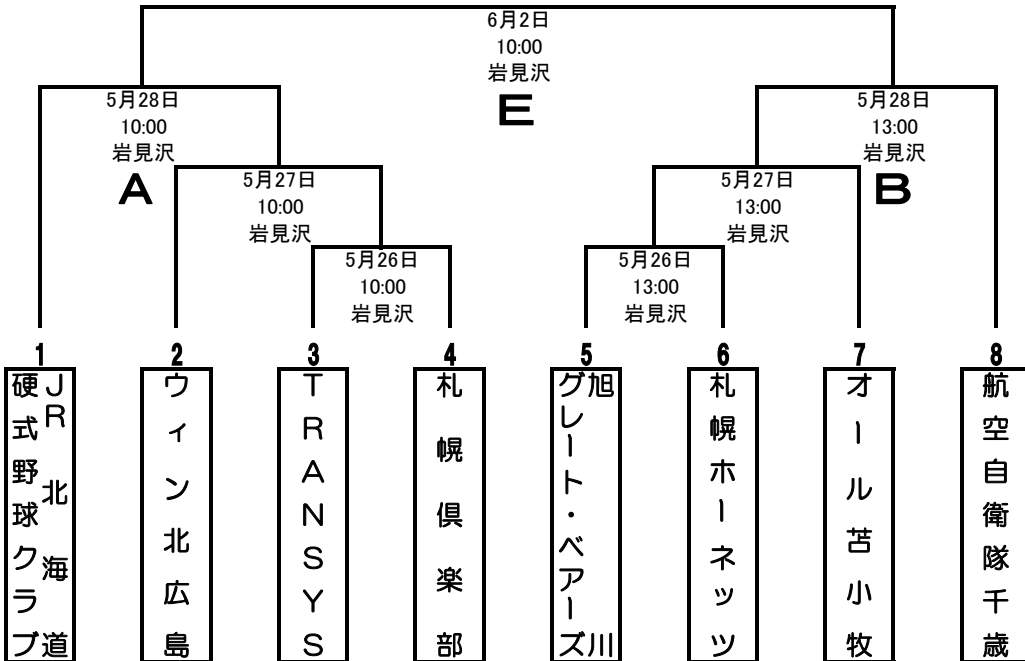 6月2日
10:00
岩見沢
E
5月28日
10:00
岩見沢
A
5月28日
13:00
岩見沢
B
5月27日
10:00
岩見沢
5月27日
13:00
岩見沢
5月26日
10:00
岩見沢
5月26日
13:00
岩見沢
1
JR北海道
硬式野球クラブ
2
ウィン北広島
3
TRANSYS
4
札幌倶楽部
5
旭川
グレート・ベアーズ
6
札幌ホーネッツ
7
オール苫小牧
8
航空自衛隊千歳